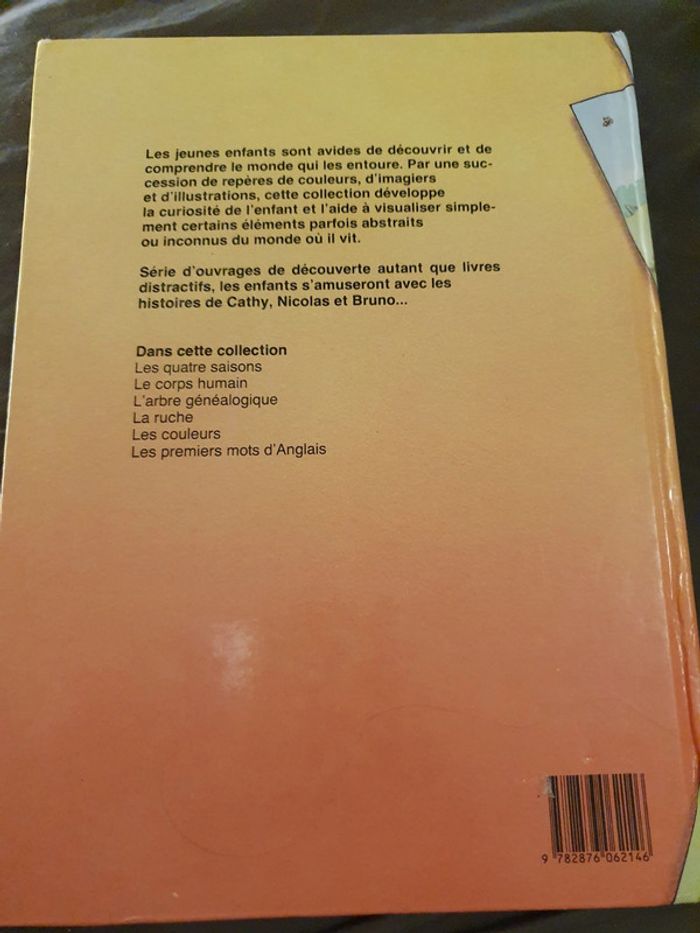 Les jeunes enfants sont avides de découvrir et de
comprendre le monde qui les entoure. Par une suc-
cession de repères de couleurs, d'imagiers
et d'illustrations, cette collection développe
la curiosité de l'enfant et l'aide à visualiser simple-
ment certains éléments parfois abstraits
ou inconnus du monde où il vit.
Série d'ouvrages de découverte autant que livres
distractifs, les enfants s'amuseront avec les
histoires de Cathy, Nicolas et Bruno...
Dans cette collection
Les quatre saisons
Le corps humain
L'arbre généalogique
La ruche
Les couleurs
Les premiers mots d'Anglais
9 782876 062146